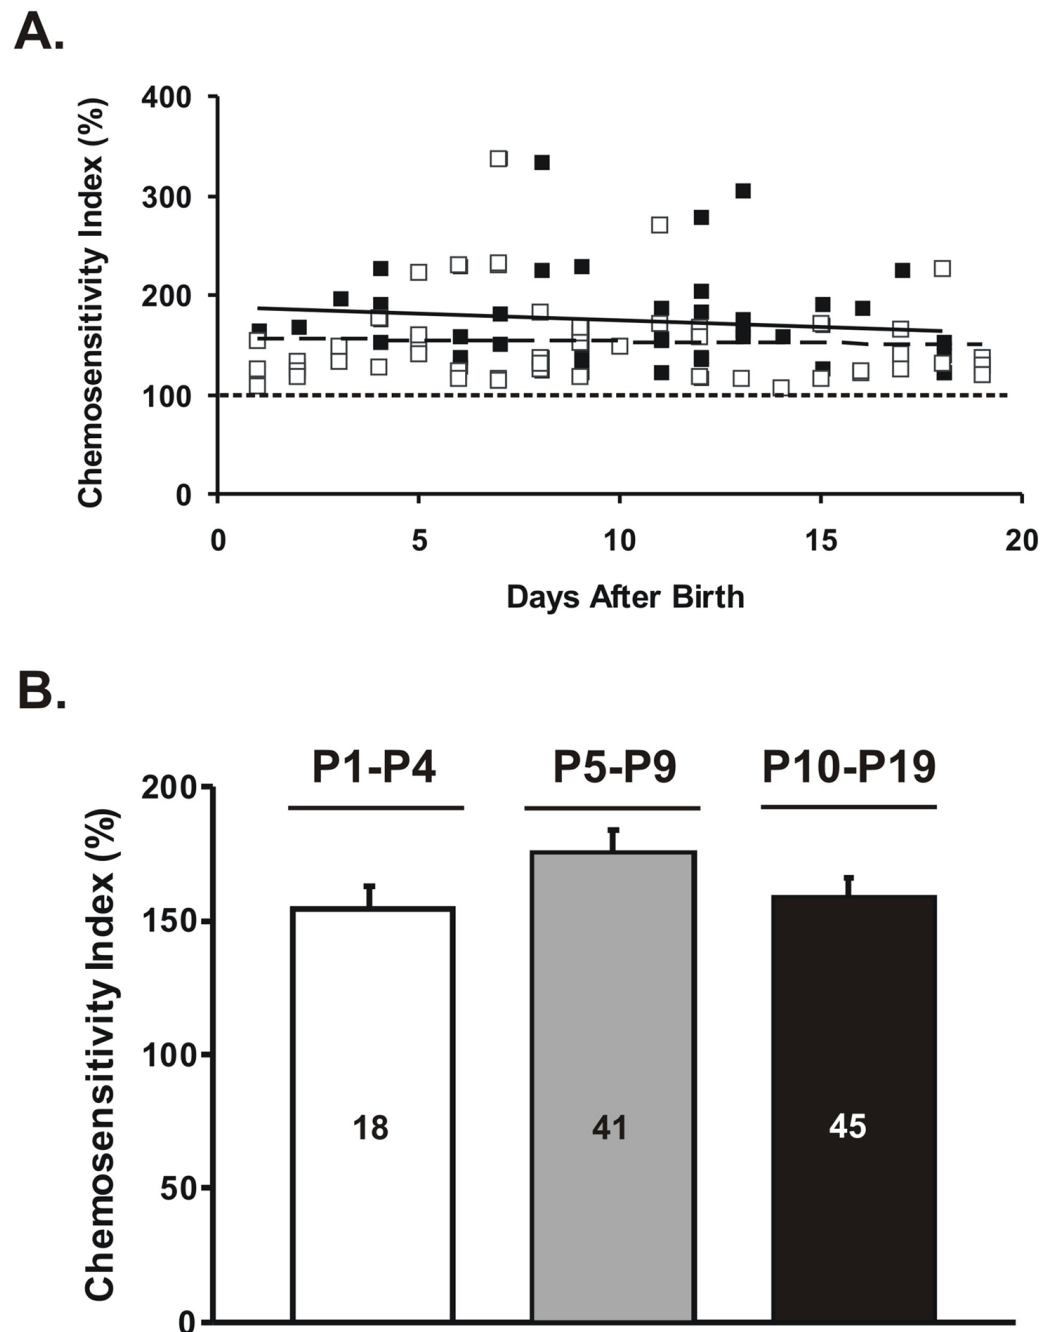 A.
Chemosensitivity Index (%)
400
300
200
100
0
0 5 10 15 20
Days After Birth
B.
Chemosensitivity Index (%)
P1-P4 P5-P9 P10-P19
200
150
100
50
0
18 41 45